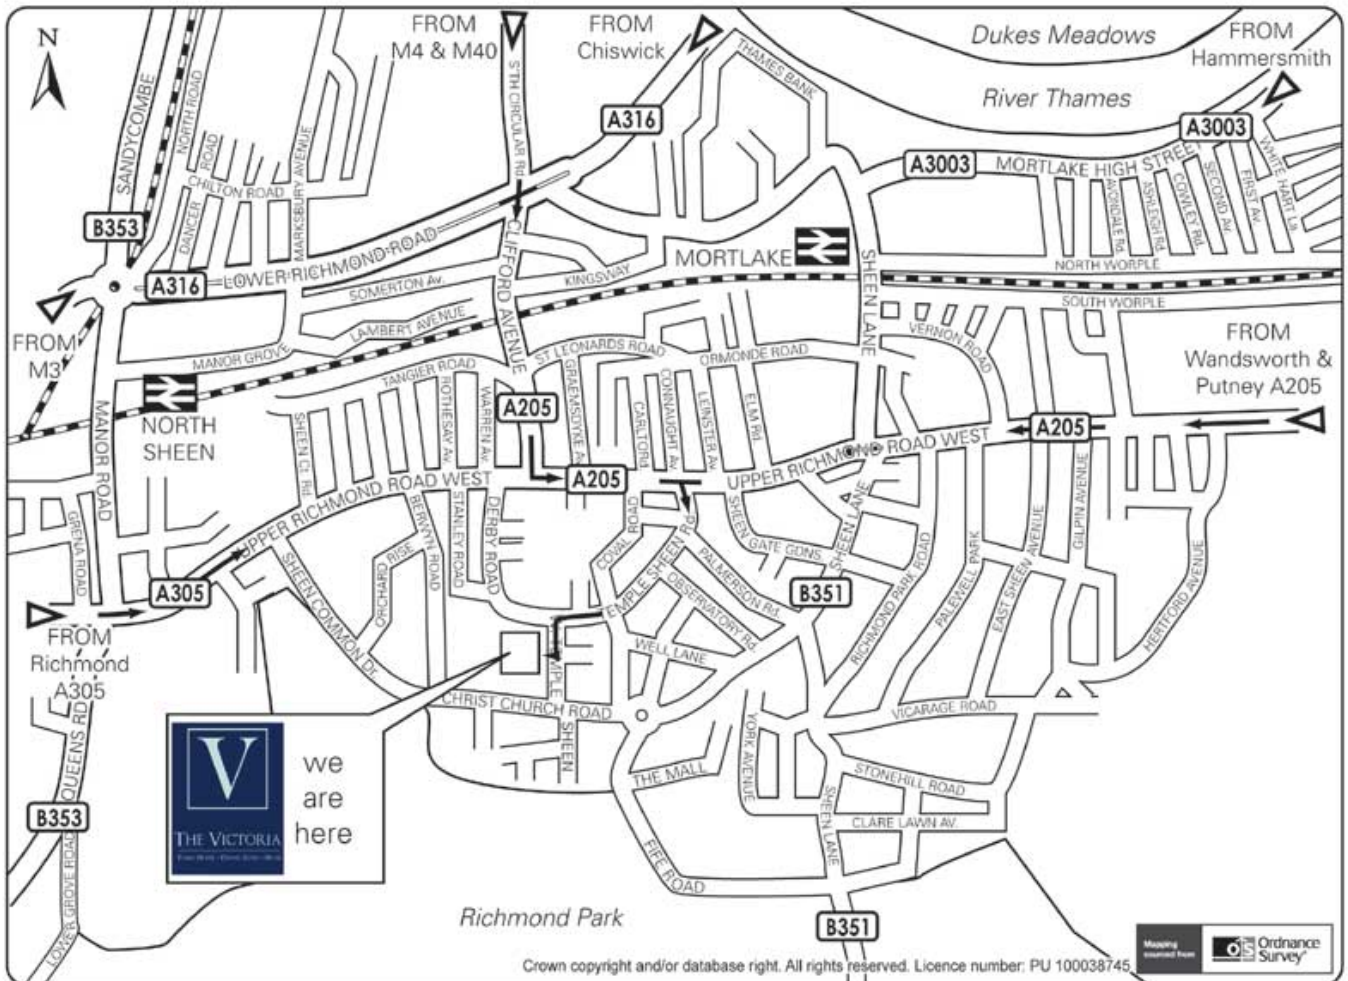 N
FROM
M4 & M40
FROM
Chiswick
Dukes Meadows
River Thames
FROM
Hammersmith
SANDYCOMBE
NORTH ROAD
ROAD
DANCER
CHILTON ROAD
MARKSBURY AVENUE
STH CIRCULAR Rd
A316
THAMES BANK
A3003
A3003
MORTLAKE HIGH STREET
WHITE HART La
AVONDALE Rd.
ASHLEIGH Rd.
COWLEY Rd.
SECOND Av.
FIRST Av.
B353
A316
LOWER RICHMOND ROAD
CLIFFORD AVENUE
MORTLAKE
KINGSWAY
SOMERTON Av.
SHEEN LANE
NORTH WORPLE
SOUTH WORPLE
FROM
M3
LAMBERT AVENUE
MANOR GROVE
TANGIER ROAD
ST LEONARDS ROAD
ORMONDE ROAD
VERNON ROAD
FROM
Wandsworth &
Putney A205
NORTH
SHEEN
MANOR ROAD
SHEEN Ct. Rd.
ROTHESAY Av.
WARREN Av.
A205
GRAEMSDYKE Av.
CARLTON Rd.
CONNAUGHT Av.
LEINSTER Av.
ELM Rd.
A205
A205
UPPER RICHMOND ROAD WEST
UPPER RICHMOND ROAD WEST
GRENA ROAD
BERWYN ROAD
STANLEY ROAD
DERBY ROAD
ORCHARD RISE
SHEEN COMMON Dr.
COVAL ROAD
TEMPLE SHEEN Rd.
SHEEN GATE GDNS.
SHEEN LANE
PALMERSON Rd.
OBSERVATORY Rd.
B351
RICHMOND PARK ROAD
PALEWELL PARK
EAST SHEEN AVENUE
GILPIN AVENUE
HERTFORD AVENUE
A305
FROM
Richmond
A305
WELL LANE
TEMPLE SHEEN
CHRIST CHURCH ROAD
VICARAGE ROAD
QUEENS RD
YORK AVENUE
THE MALL
STONEHILL ROAD
CLARE LAWN AV.
SHEEN LANE
FIFE ROAD
B353
LOWER GROVE ROAD
V
THE VICTORIA
we
are
here
Richmond Park
B351
Mapping
sourced from
OS
Ordnance
Survey®
Crown copyright and/or database right. All rights reserved. Licence number: PU 100038745